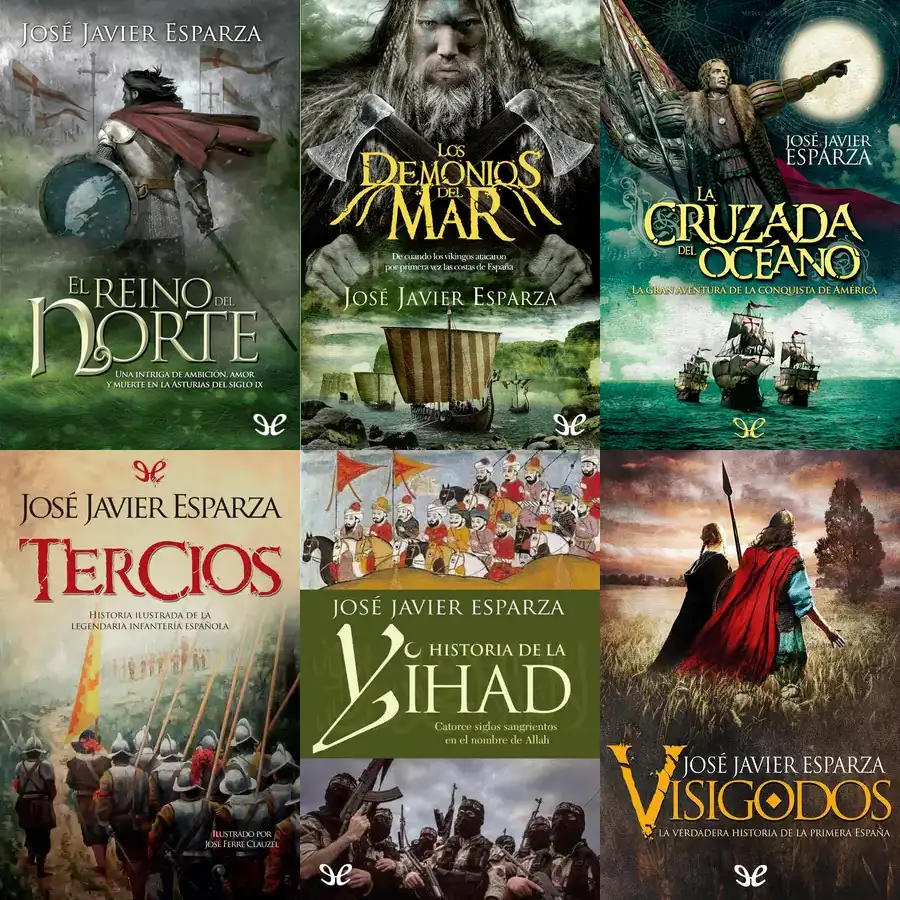 JOSÉ JAVIER ESPARZA
EL REINO DEL
NORTE
UNA INTRIGA DE AMBICIÓN, AMOR
Y MUERTE EN LA ASTURIAS DEL SIGLO IX
LOS
DEMONIOS
DEL
MAR
De cuando los vikingos atacaron
por primera vez las costas de España
JOSÉ JAVIER ESPARZA
JOSÉ JAVIER
ESPARZA
LA
CRUZADA
DEL OCÉANO
LA GRAN AVENTURA DE LA CONQUISTA DE AMÉRICA
JOSÉ JAVIER ESPARZA
TERCIOS
HISTORIA ILUSTRADA DE LA
LEGENDARIA INFANTERÍA ESPAÑOLA
ILUSTRADO POR
JOSÉ FERRE CLAUZEL
JOSÉ JAVIER ESPARZA
HISTORIA DE LA
YIHAD
Catorce siglos sangrientos
en el nombre de Allah
JOSÉ JAVIER ESPARZA
VISIGODOS
LA VERDADERA HISTORIA DE LA PRIMERA ESPAÑA